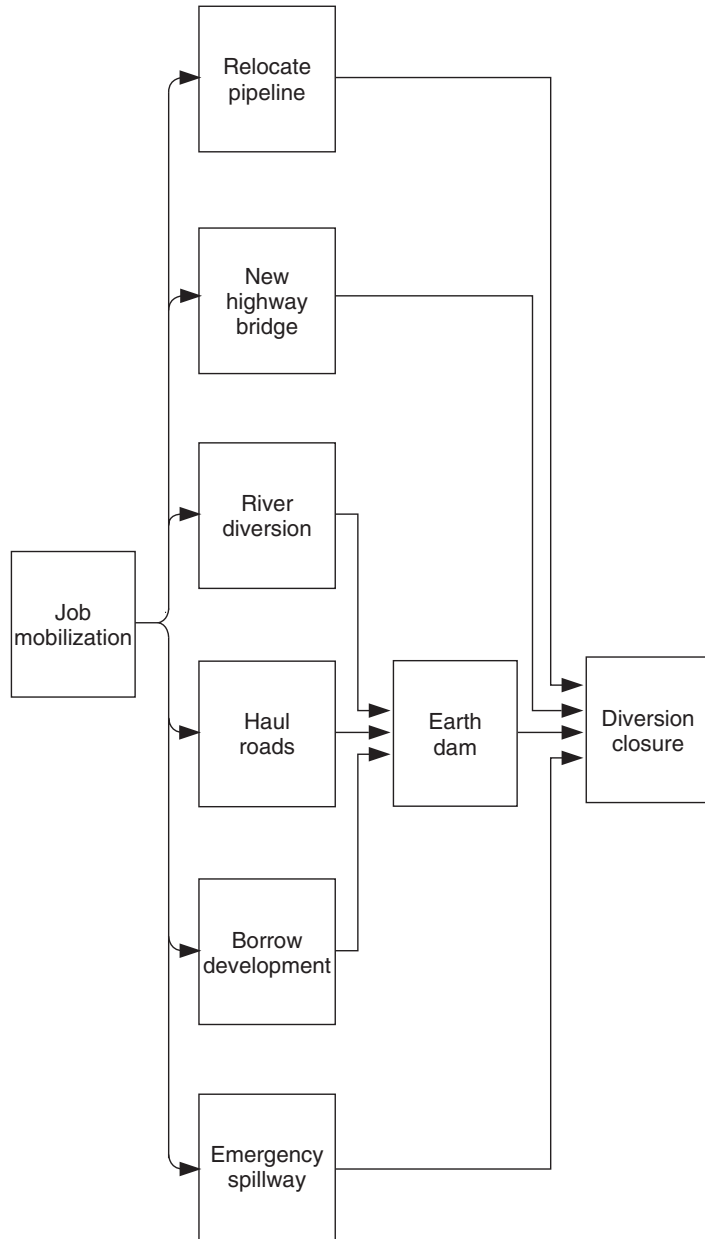 Relocate
pipeline
New
highway
bridge
River
diversion
Job
mobilization
Haul
roads
Earth
dam
Diversion
closure
Borrow
development
Emergency
spillway